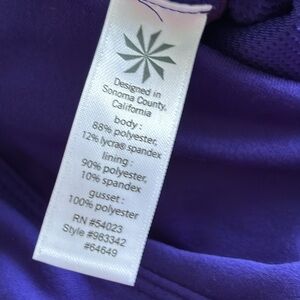 Designed in
Sonoma County,
California
body :
88% polyester,
12% lycra® spandex
lining :
90% polyester,
10% spandex
gusset :
100% polyester
RN #54023
Style #983342
#64649